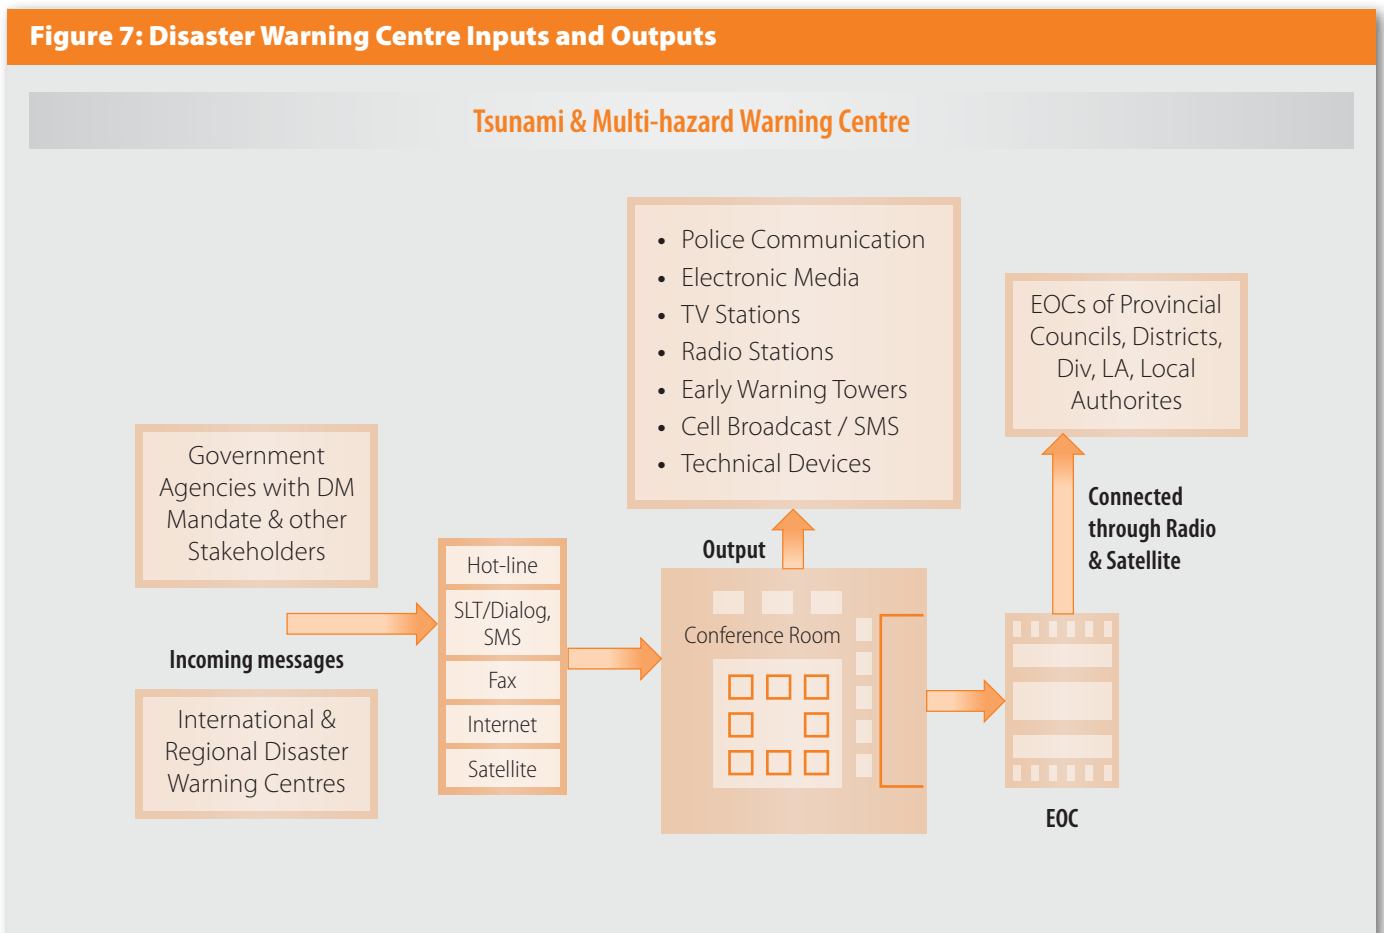 Figure 7: Disaster Warning Centre Inputs and Outputs
Tsunami & Multi-hazard Warning Centre
• Police Communication
• Electronic Media
• TV Stations
• Radio Stations
• Early Warning Towers
• Cell Broadcast / SMS
• Technical Devices
EOCs of Provincial
Councils, Districts,
Div, LA, Local
Authorites
Government
Agencies with DM
Mandate & other
Stakeholders
Connected
through Radio
& Satellite
Output
Hot-line
SLT/Dialog,
SMS
Fax
Internet
Satellite
Conference Room
Incoming messages
International &
Regional Disaster
Warning Centres
EOC